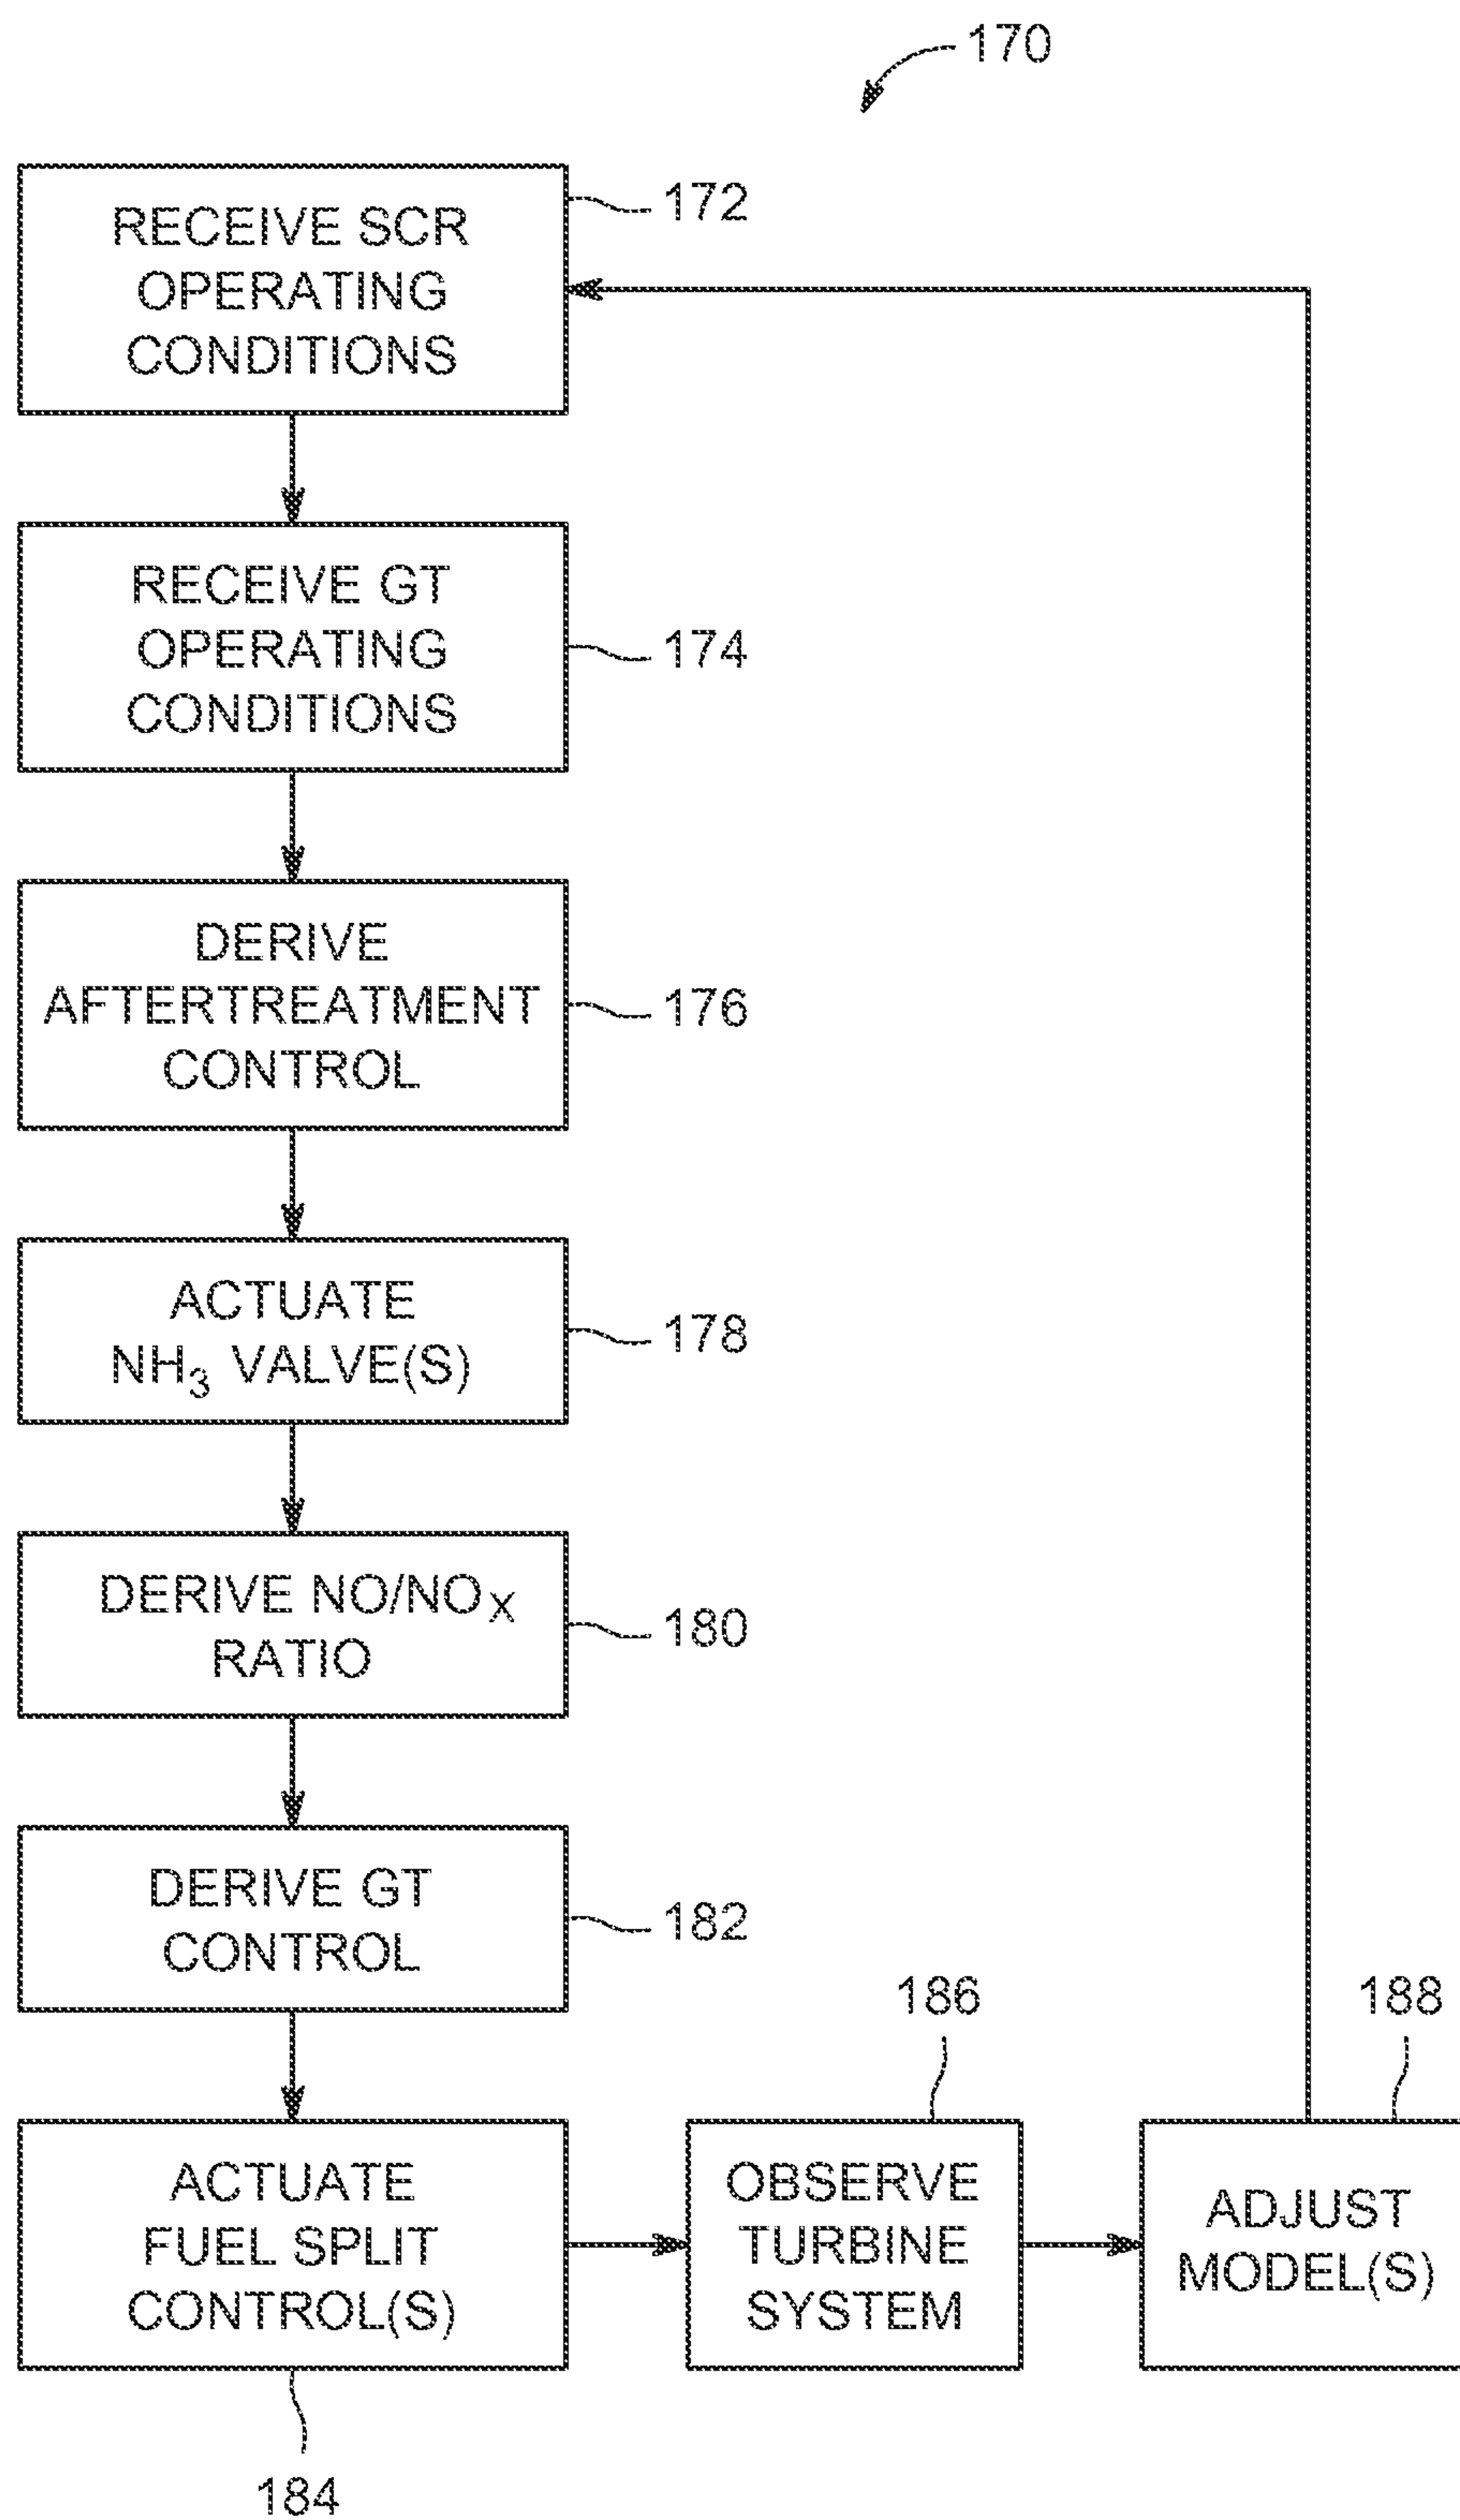 170
RECEIVE SCR
OPERATING
CONDITIONS
172
RECEIVE GT
OPERATING
CONDITIONS
174
DERIVE
AFTERTREATMENT
CONTROL
176
ACTUATE
NH3 VALVE(S)
178
DERIVE NO/NOX
RATIO
180
DERIVE GT
CONTROL
182
ACTUATE
FUEL SPLIT
CONTROL(S)
184
186
OBSERVE
TURBINE
SYSTEM
188
ADJUST
MODEL(S)